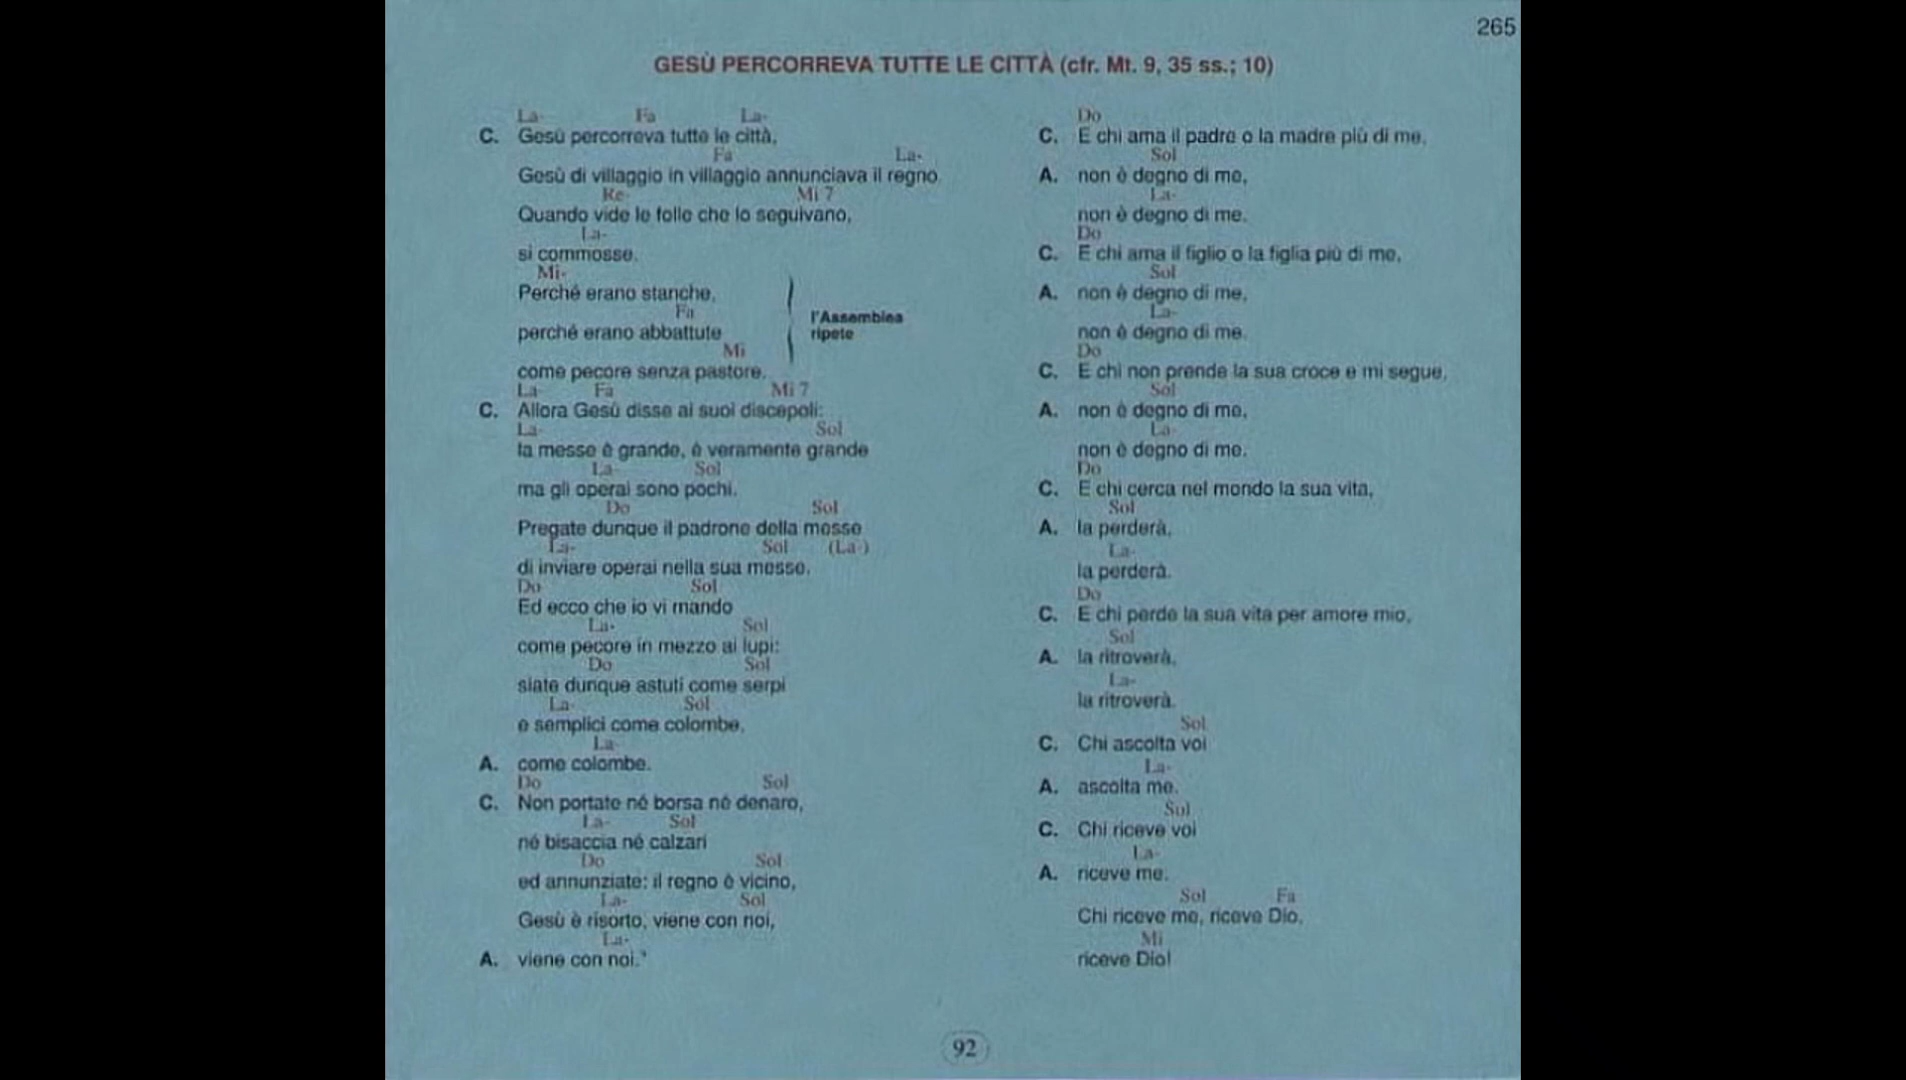 265
GESÙ PERCORREVA TUTTE LE CITTÀ (cfr. Mt. 9, 35 ss.; 10)
La- Fa La-
C. Gesù percorreva tutte le città,
Fa La-
Gesù di villaggio in villaggio annunciava il regno.
Re- Mi 7
Quando vide le folle che lo seguivano,
La-
si commosse.
Mi-
Perché erano stanche,
Fa
perché erano abbattute
Mi
come pecore senza pastore.
l'Assemblea
ripete
La- Fa Mi 7
C. Allora Gesù disse ai suoi discepoli:
La- Sol
la messe è grande, è veramente grande
La- Sol
ma gli operai sono pochi.
Do Sol
Pregate dunque il padrone della messe
La- Sol (La-)
di inviare operai nella sua messe.
Do Sol
Ed ecco che io vi mando
La- Sol
come pecore in mezzo ai lupi:
Do Sol
siate dunque astuti come serpi
La- Sol
e semplici come colombe,
La-
A. come colombe.
Do Sol
C. Non portate né borsa né denaro,
La- Sol
né bisaccia né calzari
Do Sol
ed annunziate: il regno è vicino,
La- Sol
Gesù è risorto, viene con noi,
La-
A. viene con noi.*
Do
C. E chi ama il padre o la madre più di me,
Sol
A. non è degno di me,
La-
non è degno di me.
Do
C. E chi ama il figlio o la figlia più di me,
Sol
A. non è degno di me,
La-
non è degno di me.
Do
C. E chi non prende la sua croce e mi segue,
Sol
A. non è degno di me,
La-
non è degno di me.
Do
C. E chi cerca nel mondo la sua vita,
Sol
A. la perderà,
La-
la perderà.
Do
C. E chi perde la sua vita per amore mio,
Sol
A. la ritroverà,
La-
la ritroverà.
Sol
C. Chi ascolta voi
La-
A. ascolta me.
Sol
C. Chi riceve voi
La-
A. riceve me.
Sol Fa
Chi riceve me, riceve Dio,
Mi
riceve Dio!
92